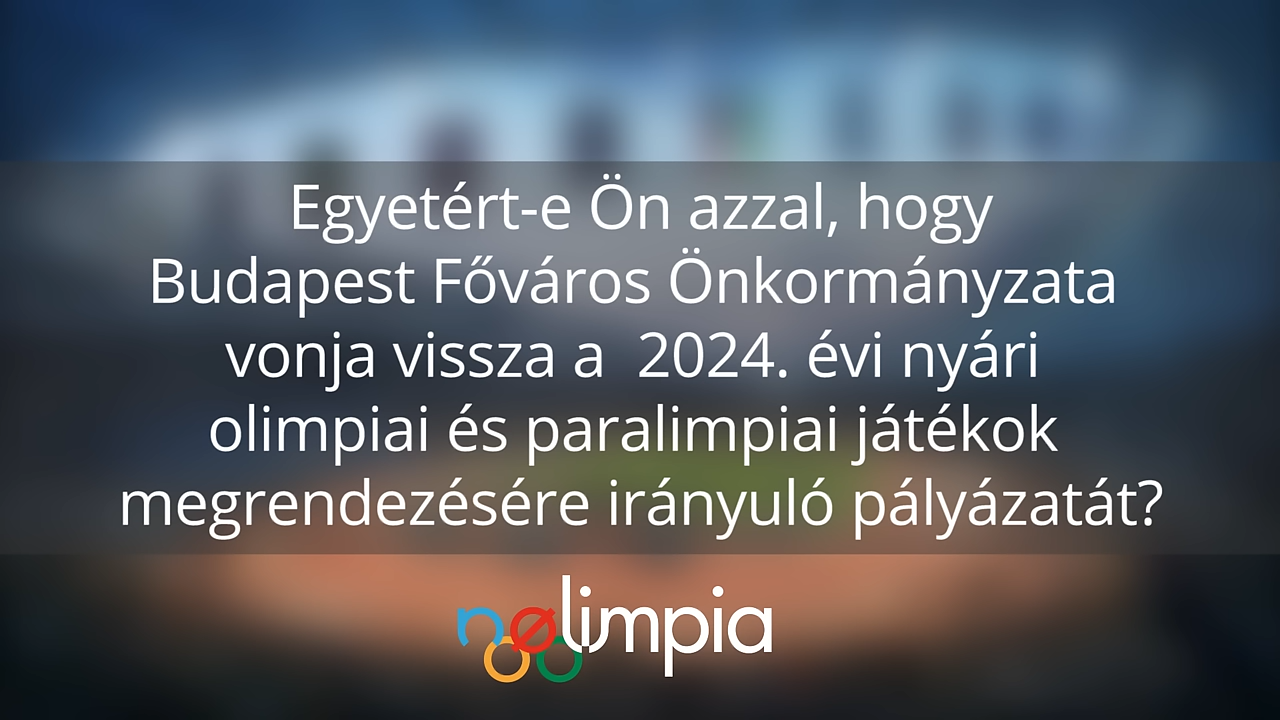 Egyetért-e Ön azzal, hogy
Budapest Főváros Önkormányzata
vonja vissza a 2024. évi nyári
olimpiai és paralimpiai játékok
megrendezésére irányuló pályázatát?
nolimpia